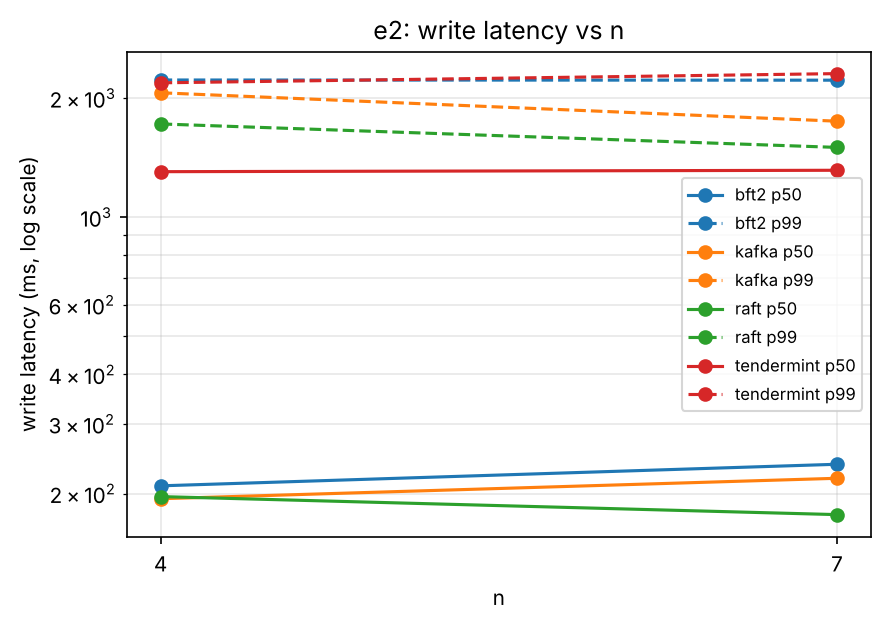 e2: write latency vs n
write latency (ms, log scale)
2 × 10³
10³
6 × 10²
4 × 10²
3 × 10²
2 × 10²
bft2 p50
bft2 p99
kafka p50
kafka p99
raft p50
raft p99
tendermint p50
tendermint p99
4
7
n